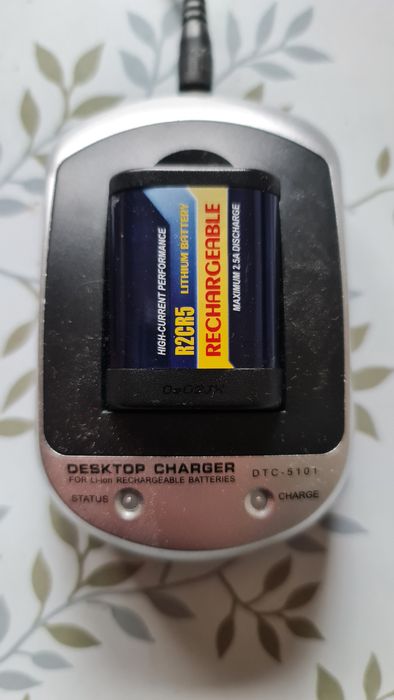 HIGH-CURRENT PERFORMANCE
R2CR5 LITHIUM BATTERY
RECHARGEABLE
MAXIMUM 2.5A DISCHARGE
DESKTOP CHARGER DTC-5101
FOR Li-ion RECHARGEABLE BATTERIES
STATUS CHARGE